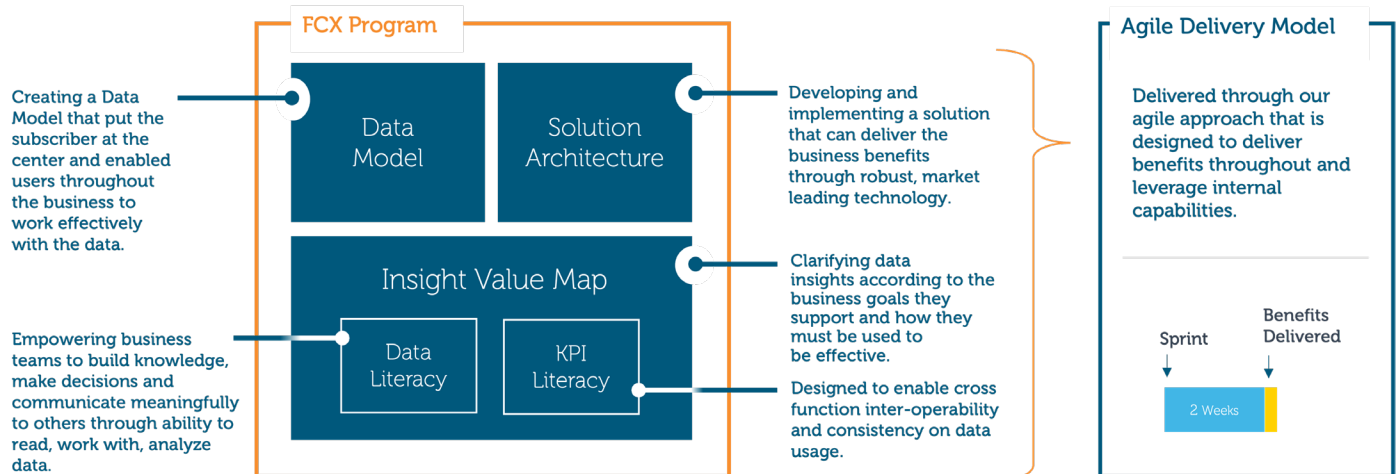 FCX Program
Agile Delivery Model
Creating a Data
Model that put the
subscriber at the
center and enabled
users throughout
the business to
work effectively
with the data.
Data
Model
Solution
Architecture
Developing and
implementing a solution
that can deliver the
business benefits
through robust, market
leading technology.
Delivered through our
agile approach that is
designed to deliver
benefits throughout and
leverage internal
capabilities.
Insight Value Map
Clarifying data
insights according to the
business goals they
support and how they
must be used to
be effective.
Empowering business
teams to build knowledge,
make decisions and
communicate meaningfully
to others through ability to
read, work with, analyze
data.
Data
Literacy
KPI
Literacy
Designed to enable cross
function inter-operability
and consistency on data
usage.
Sprint
Benefits
Delivered
2 Weeks